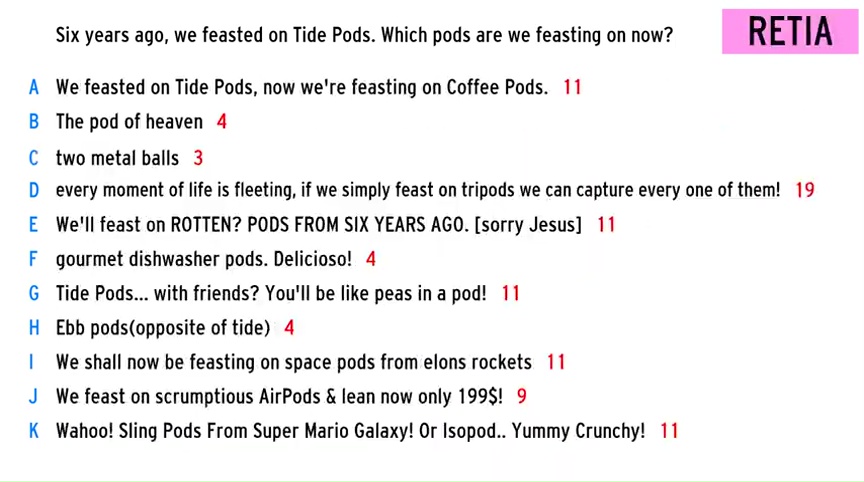 Six years ago, we feasted on Tide Pods. Which pods are we feasting on now?
RETIA
A We feasted on Tide Pods, now we're feasting on Coffee Pods. 11
B The pod of heaven 4
C two metal balls 3
D every moment of life is fleeting, if we simply feast on tripods we can capture every one of them! 19
E We'll feast on ROTTEN? PODS FROM SIX YEARS AGO. [sorry Jesus] 11
F gourmet dishwasher pods. Delicioso! 4
G Tide Pods... with friends? You'll be like peas in a pod! 11
H Ebb pods(opposite of tide) 4
I We shall now be feasting on space pods from elons rockets 11
J We feast on scrumptious AirPods & lean now only 199$! 9
K Wahoo! Sling Pods From Super Mario Galaxy! Or Isopod.. Yummy Crunchy! 11